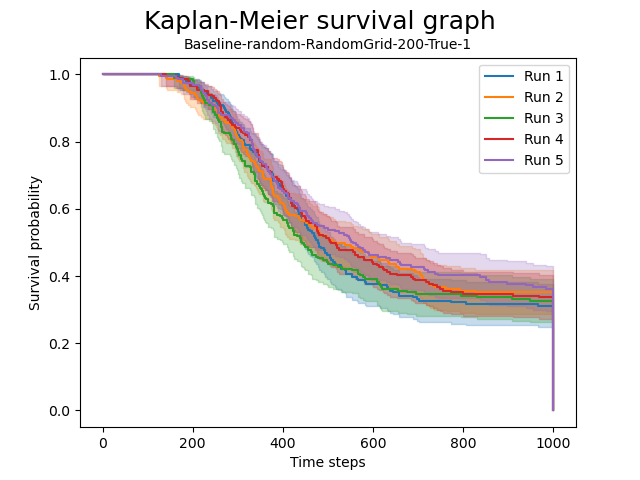 Kaplan-Meier survival graph
Baseline-random-RandomGrid-200-True-1
Run 1
Run 2
Run 3
Run 4
Run 5
Survival probability
1.0
0.8
0.6
0.4
0.2
0.0
0 200 400 600 800 1000
Time steps